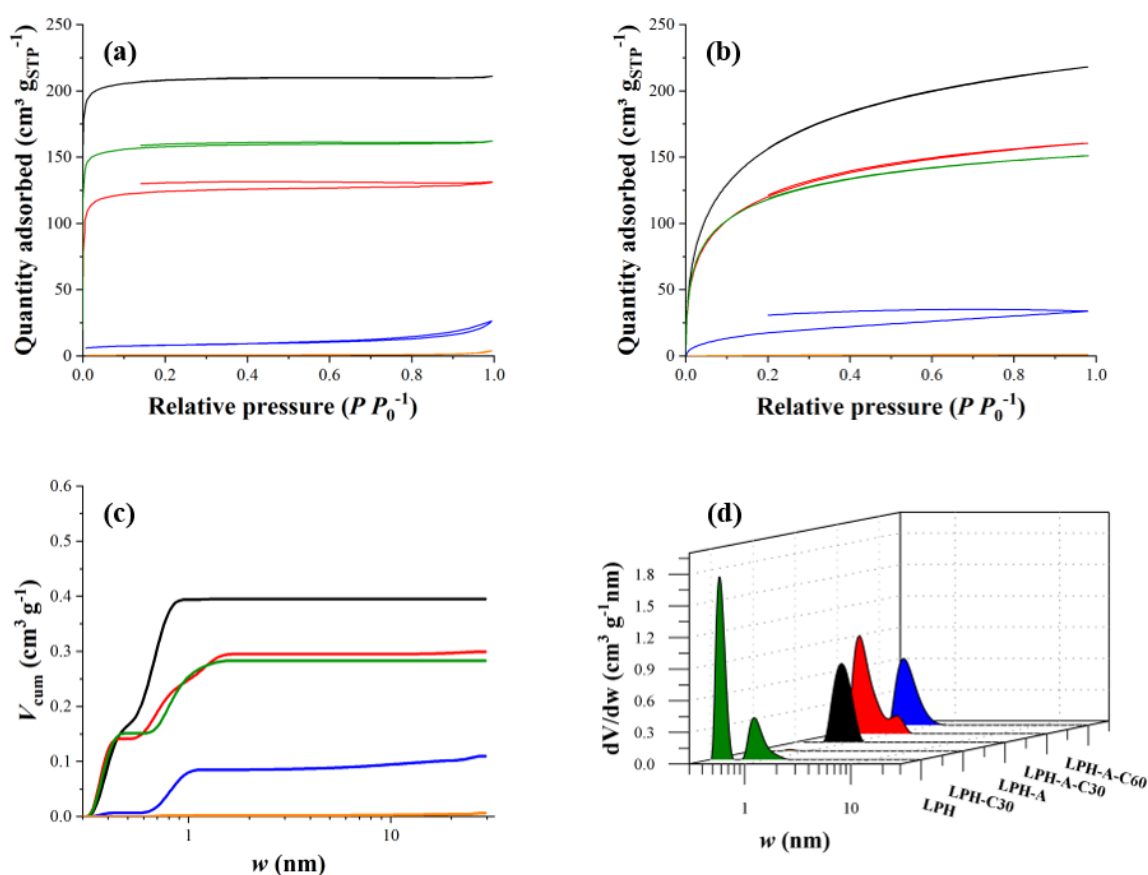 (a)
Quantity adsorbed (cm³ gSTP⁻¹)
250
200
150
100
50
0
0.0 0.2 0.4 0.6 0.8 1.0
Relative pressure (P P₀⁻¹)
(b)
Quantity adsorbed (cm³ gSTP⁻¹)
250
200
150
100
50
0
0.0 0.2 0.4 0.6 0.8 1.0
Relative pressure (P P₀⁻¹)
(c)
Vcum (cm³ g⁻¹)
0.6
0.5
0.4
0.3
0.2
0.1
0.0
1 10
w (nm)
(d)
dV/dw (cm³ g⁻¹nm)
1.8
1.5
1.2
0.9
0.6
0.3
0.0
1 10
w (nm)
LPH
LPH-C30
LPH-A
LPH-A-C30
LPH-A-C60